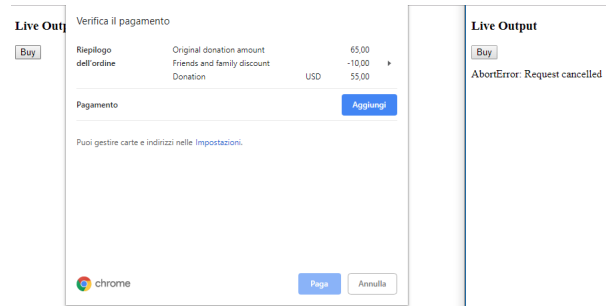 Live Outp
Buy
Verifica il pagamento
Riepilogo dell'ordine
Original donation amount 65,00
Friends and family discount -10,00
Donation USD 55,00
Pagamento Aggiungi
Puoi gestire carte e indirizzi nelle Impostazioni.
chrome Paga Annulla
Live Output
Buy
AbortError: Request cancelled